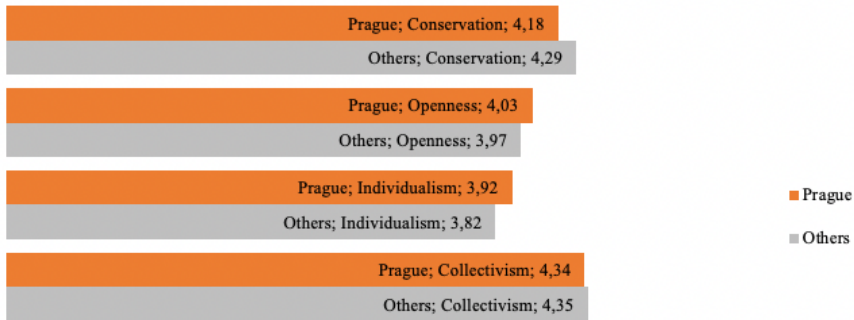 Prague; Conservation; 4,18
Others; Conservation; 4,29
Prague; Openness; 4,03
Others; Openness; 3,97
Prague; Individualism; 3,92
Others; Individualism; 3,82
Prague; Collectivism; 4,34
Others; Collectivism; 4,35
Prague
Others